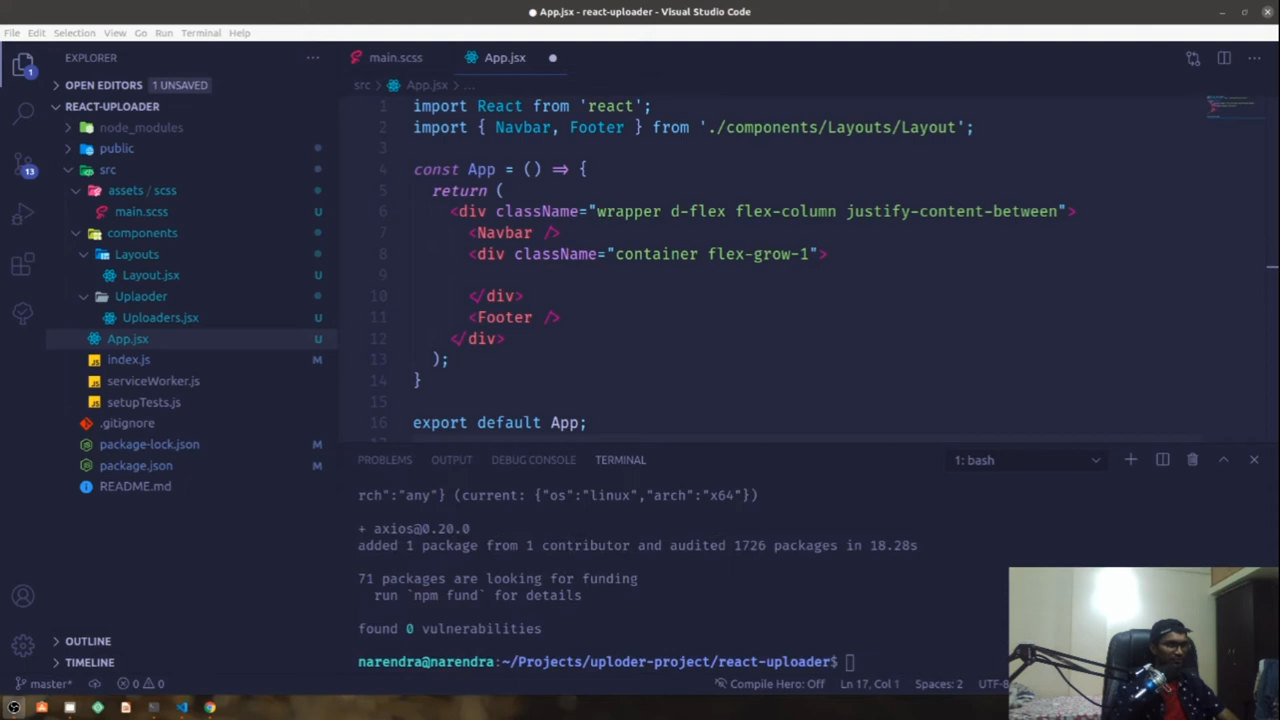 ● App.jsx - react-uploader - Visual Studio Code
File Edit Selection View Go Run Terminal Help
EXPLORER
OPEN EDITORS 1 UNSAVED
REACT-UPLOADER
node_modules
public
src
assets / scss
main.scss U
components
Layouts
Layout.jsx U
Uplaoder
Uploaders.jsx U
App.jsx U
index.js M
serviceWorker.js
setupTests.js
.gitignore
package-lock.json M
package.json M
README.md
OUTLINE
TIMELINE
1
13
main.scss App.jsx
src App.jsx ...
1 import React from 'react';
2 import { Navbar, Footer } from './components/Layouts/Layout';
3
4 const App = () => {
5 return (
6 <div className="wrapper d-flex flex-column justify-content-between">
7 <Navbar />
8 <div className="container flex-grow-1">
9
10 </div>
11 <Footer />
12 </div>
13 );
14 }
15
16 export default App;
17
PROBLEMS OUTPUT DEBUG CONSOLE TERMINAL 1: bash
rch":"any"} (current: {"os":"linux","arch":"x64"})
+ axios@0.20.0
added 1 package from 1 contributor and audited 1726 packages in 18.28s
71 packages are looking for funding
run `npm fund` for details
found 0 vulnerabilities
narendra@narendra:~/Projects/uploder-project/react-uploader$
master* 0 0 Compile Hero: Off Ln 17, Col 1 Spaces: 2 UTF-8